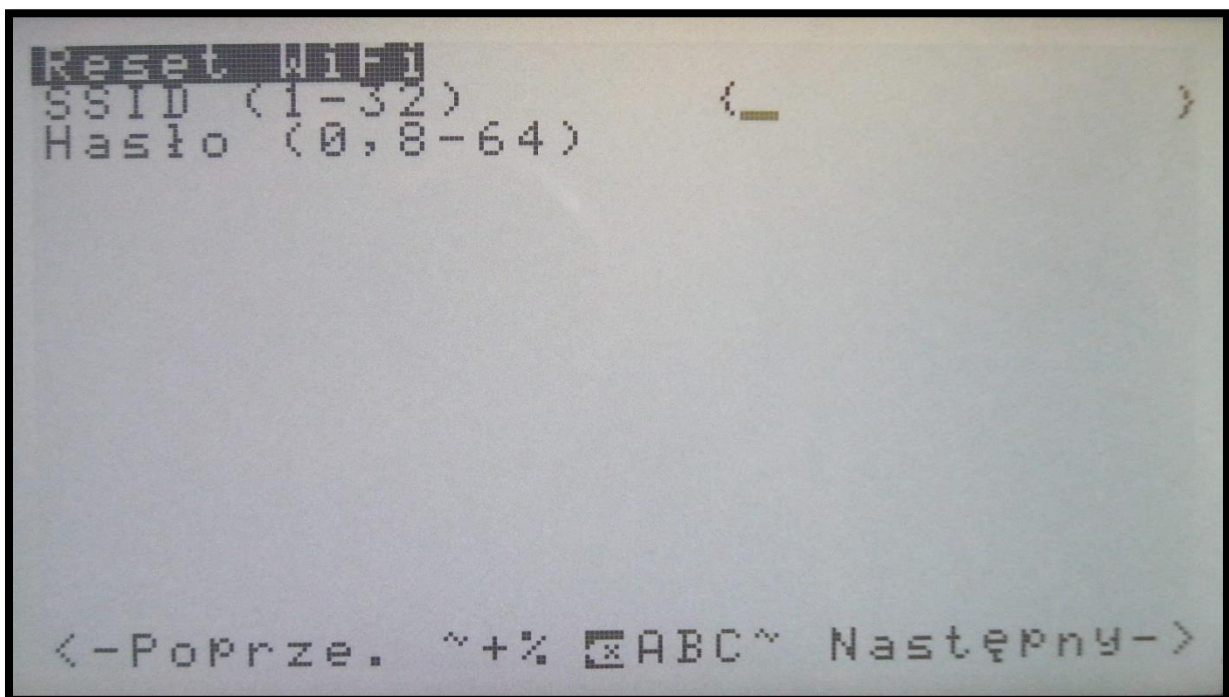 Reset WiFi
SSID (1-32) {_ }
Hasło (0,8-64)
<-Poprze. ~+% ⌫ABC~ Następny->